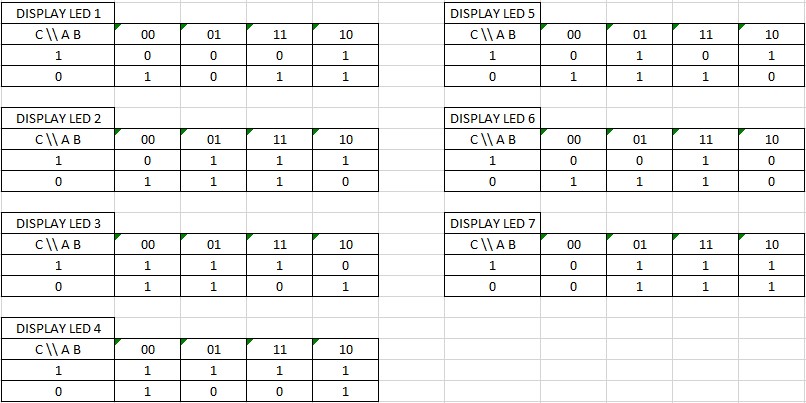 DISPLAY LED 1
C \\ A B 00 01 11 10
1 0 0 0 1
0 1 0 1 1
DISPLAY LED 2
C \\ A B 00 01 11 10
1 0 1 1 1
0 1 1 1 0
DISPLAY LED 3
C \\ A B 00 01 11 10
1 1 1 1 0
0 1 1 0 1
DISPLAY LED 4
C \\ A B 00 01 11 10
1 1 1 1 1
0 1 0 0 1
DISPLAY LED 5
C \\ A B 00 01 11 10
1 0 1 0 1
0 1 1 1 0
DISPLAY LED 6
C \\ A B 00 01 11 10
1 0 0 1 0
0 1 1 1 0
DISPLAY LED 7
C \\ A B 00 01 11 10
1 0 1 1 1
0 0 1 1 1